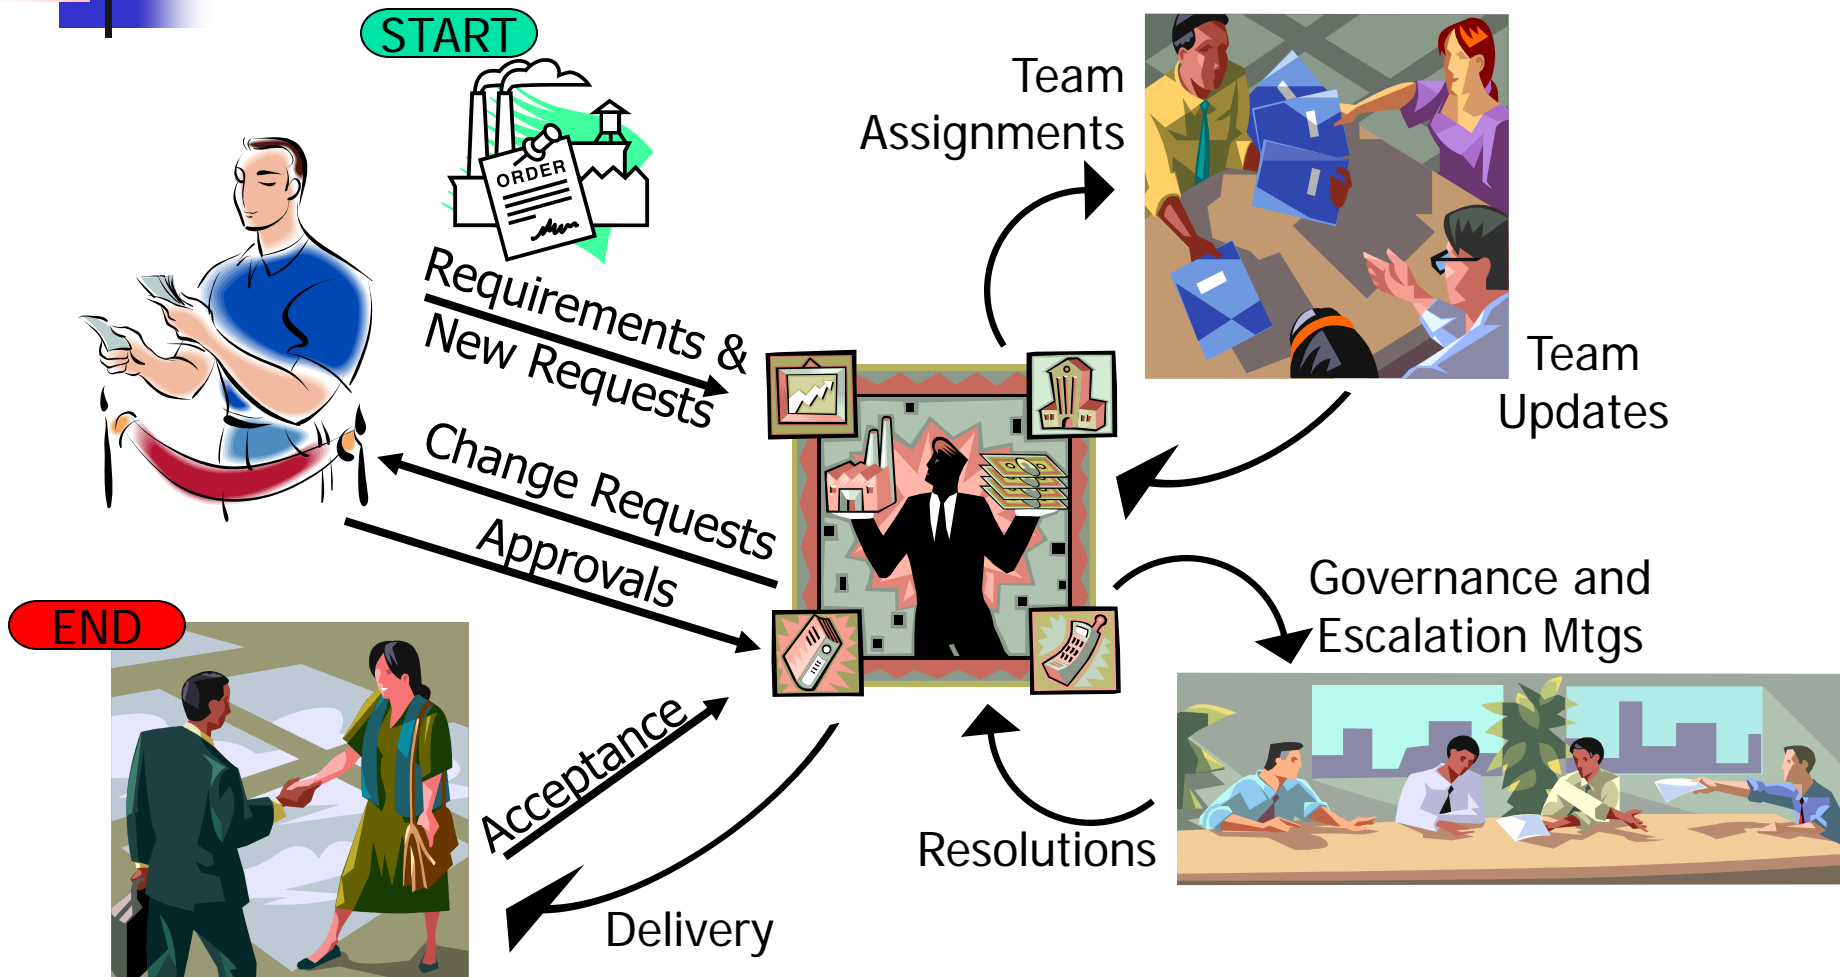 START
ORDER
Team
Assignments
Requirements &
New Requests
Team
Updates
Change Requests
Approvals
Governance and
Escalation Mtgs
END
Acceptance
Resolutions
Delivery